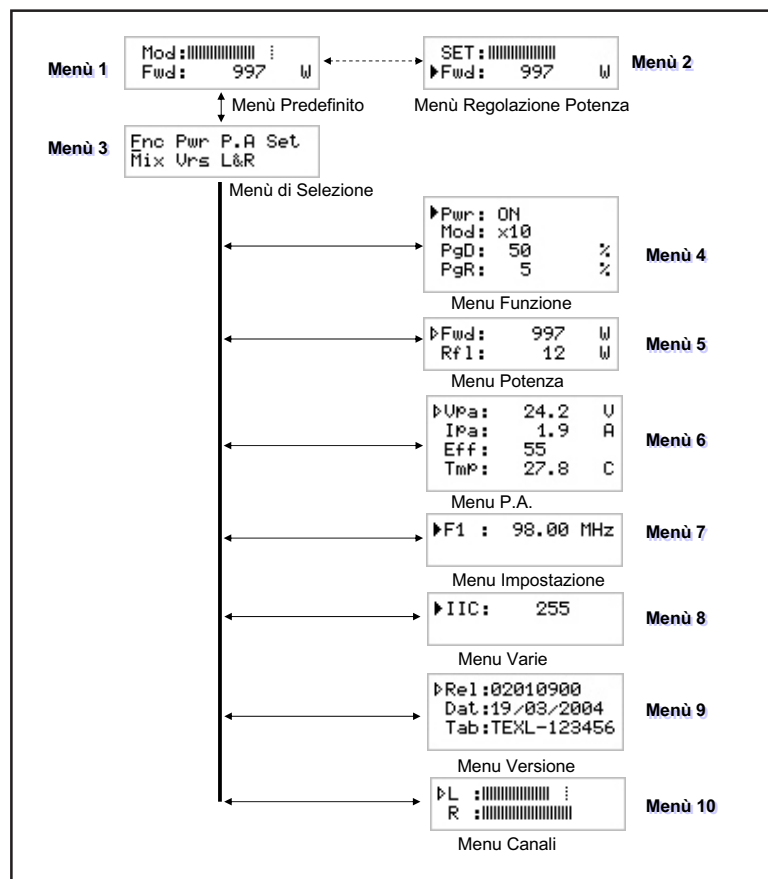 Menù 1
Mod:
Fwd: 997 W
SET:
Fwd: 997 W
Menù 2
Menù Predefinito
Menù Regolazione Potenza
Menù 3
Fnc Pwr P.A Set
Mix Vrs L&R
Menù di Selezione
Pwr: ON
Mod: x10
PgD: 50 %
PgR: 5 %
Menù 4
Menu Funzione
Fwd: 997 W
Rfl: 12 W
Menù 5
Menu Potenza
Vpa: 24.2 V
Ipa: 1.9 A
Eff: 55
Tmp: 27.8 C
Menù 6
Menu P.A.
F1 : 98.00 MHz
Menù 7
Menu Impostazione
IIC: 255
Menù 8
Menu Varie
Rel:02010900
Dat:19/03/2004
Tab:TEXL-123456
Menù 9
Menu Versione
L :
R :
Menù 10
Menu Canali